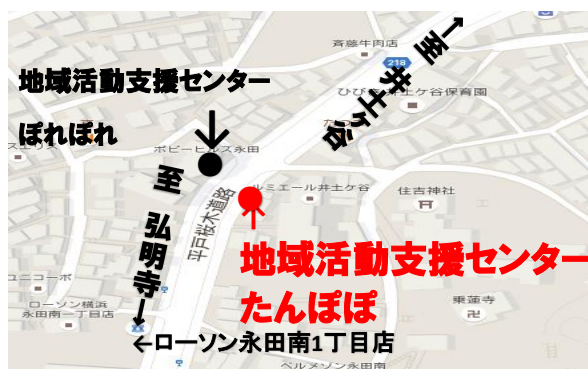 斉藤牛肉店
↑至 井土ヶ谷
218
地域活動支援センター
ひびき井土ヶ谷保育園
ぽれぽれ
ポピーヒルズ永田
至 弘明寺→
平戸桜木道路
ルミエール井土ヶ谷
住吉神社
地域活動支援センター
たんぽぽ
ユニコーポ
ローソン横浜
永田南一丁目店
乗蓮寺
←ローソン永田南1丁目店
ベルメゾン永田南